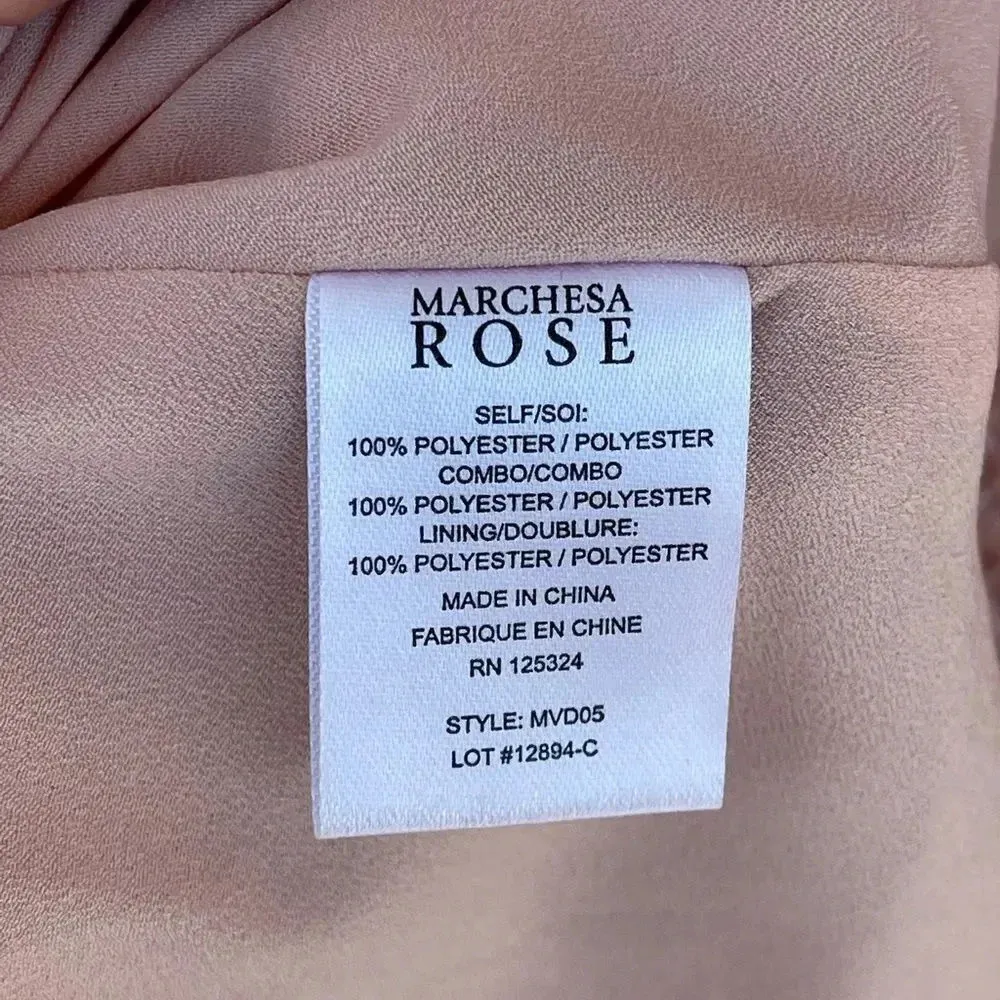 MARCHESA
ROSE
SELF/SOI:
100% POLYESTER / POLYESTER
COMBO/COMBO
100% POLYESTER / POLYESTER
LINING/DOUBLURE:
100% POLYESTER / POLYESTER
MADE IN CHINA
FABRIQUE EN CHINE
RN 125324
STYLE: MVD05
LOT #12894-C